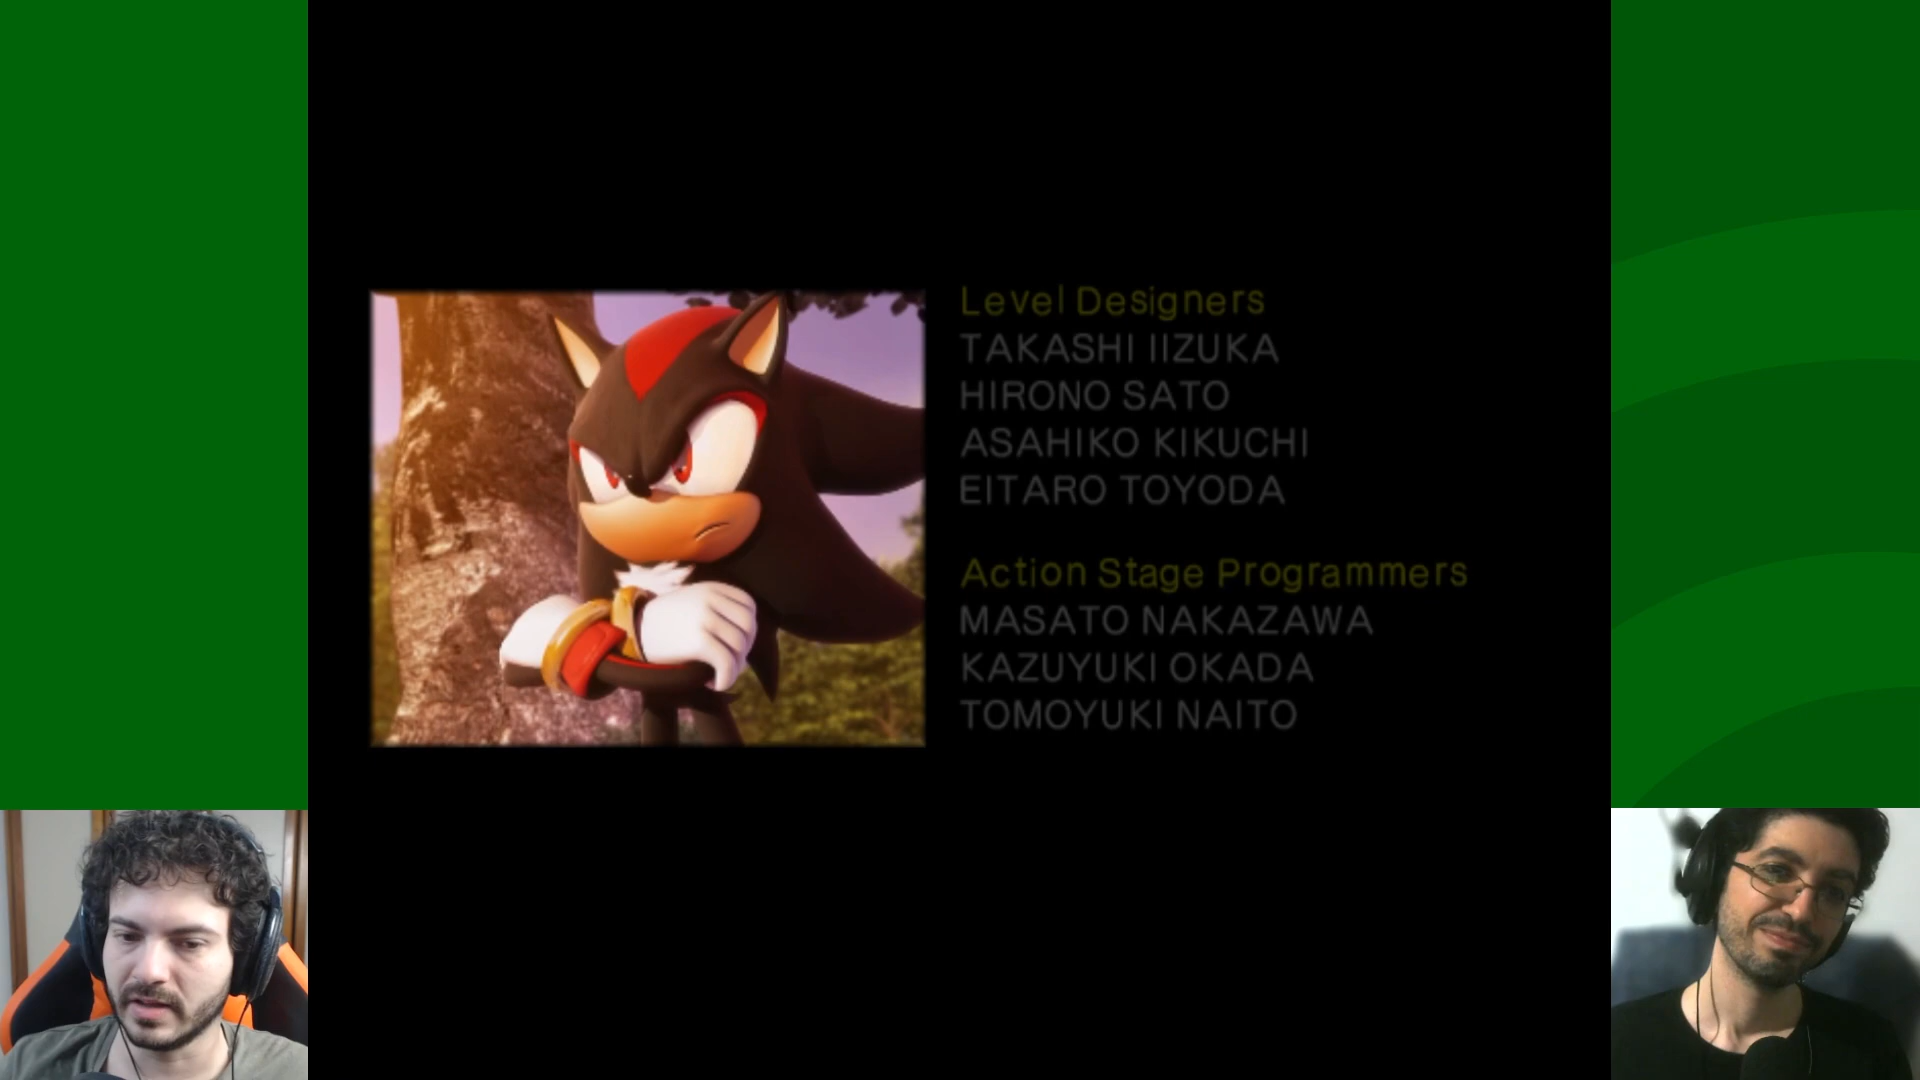 Level Designers
TAKASHI IIZUKA
HIRONO SATO
ASAHIKO KIKUCHI
EITARO TOYODA
Action Stage Programmers
MASATO NAKAZAWA
KAZUYUKI OKADA
TOMOYUKI NAITO